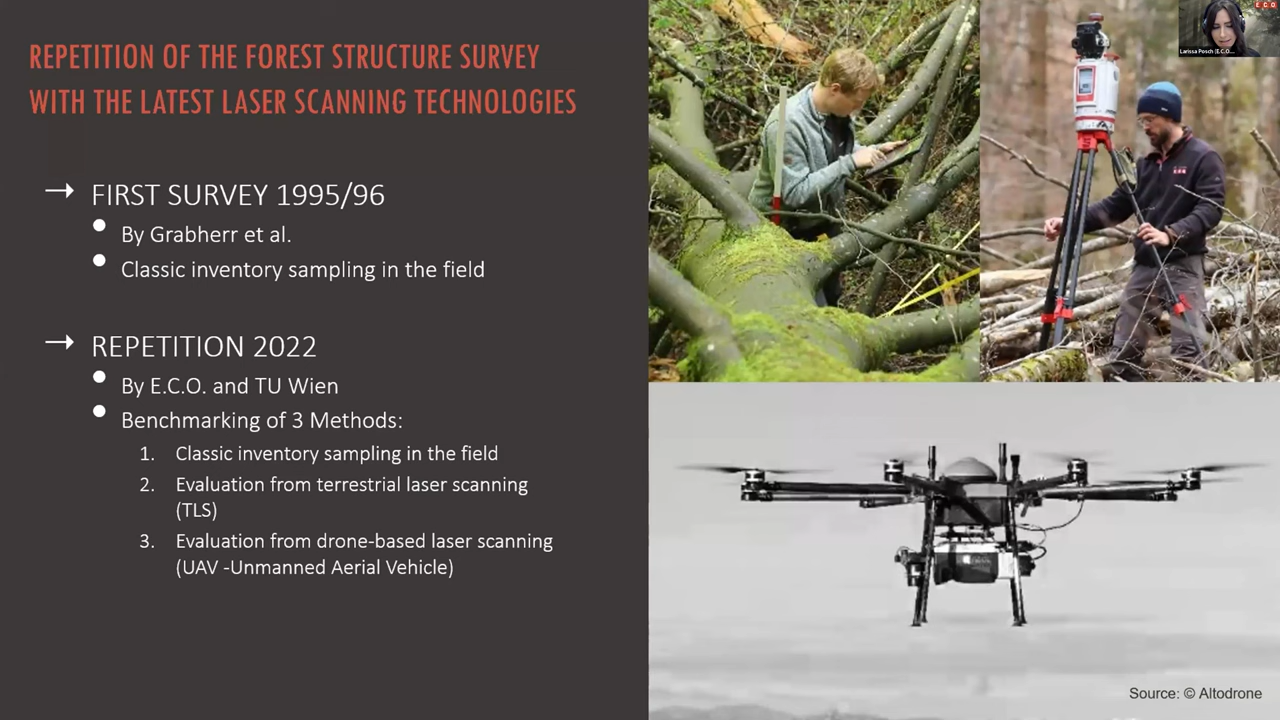 REPETITION OF THE FOREST STRUCTURE SURVEY
WITH THE LATEST LASER SCANNING TECHNOLOGIES
→ FIRST SURVEY 1995/96
● By Grabherr et al.
● Classic inventory sampling in the field
→ REPETITION 2022
● By E.C.O. and TU Wien
● Benchmarking of 3 Methods:
1. Classic inventory sampling in the field
2. Evaluation from terrestrial laser scanning
(TLS)
3. Evaluation from drone-based laser scanning
(UAV -Unmanned Aerial Vehicle)
E C O
Larissa Posch (E.C.O....
Source: © Altodrone